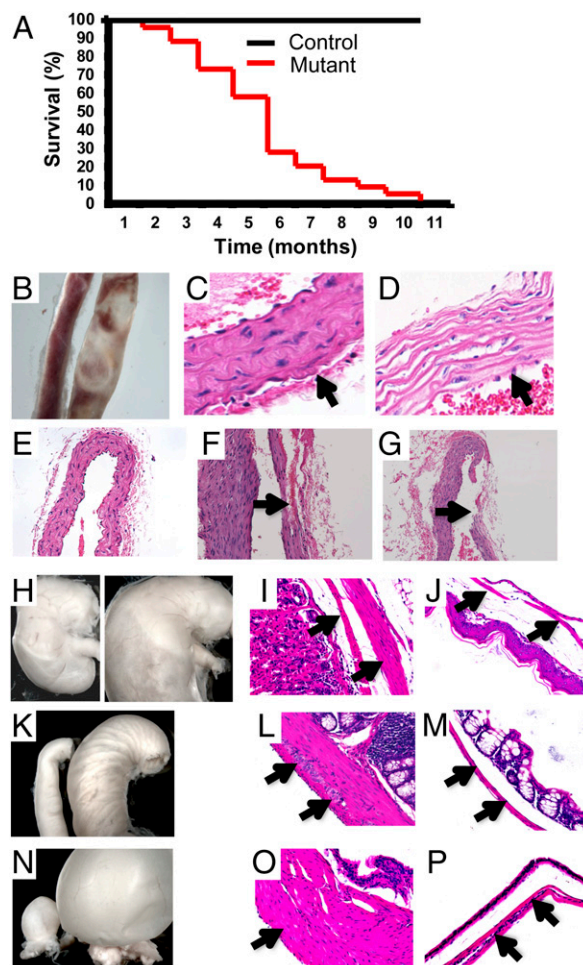 A
100
90
80
70
60
50
40
30
20
10
0
Survival (%)
Control
Mutant
1 2 3 4 5 6 7 8 9 10 11
Time (months)
B C D
E F G
H I J
K L M
N O P